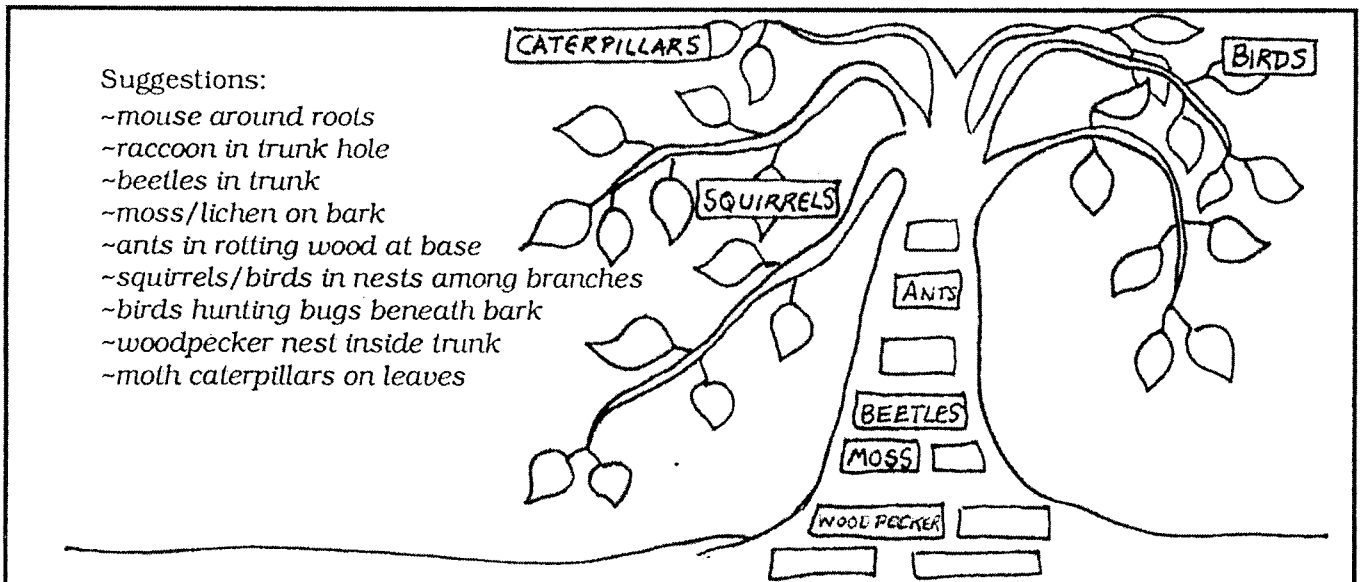 CATERPILLARS
BIRDS
Suggestions:
~mouse around roots
~raccoon in trunk hole
~beetles in trunk
~moss/lichen on bark
~ants in rotting wood at base
~squirrels/birds in nests among branches
~birds hunting bugs beneath bark
~woodpecker nest inside trunk
~moth caterpillars on leaves
SQUIRRELS
ANTS
BEETLES
MOSS
WOODPECKER